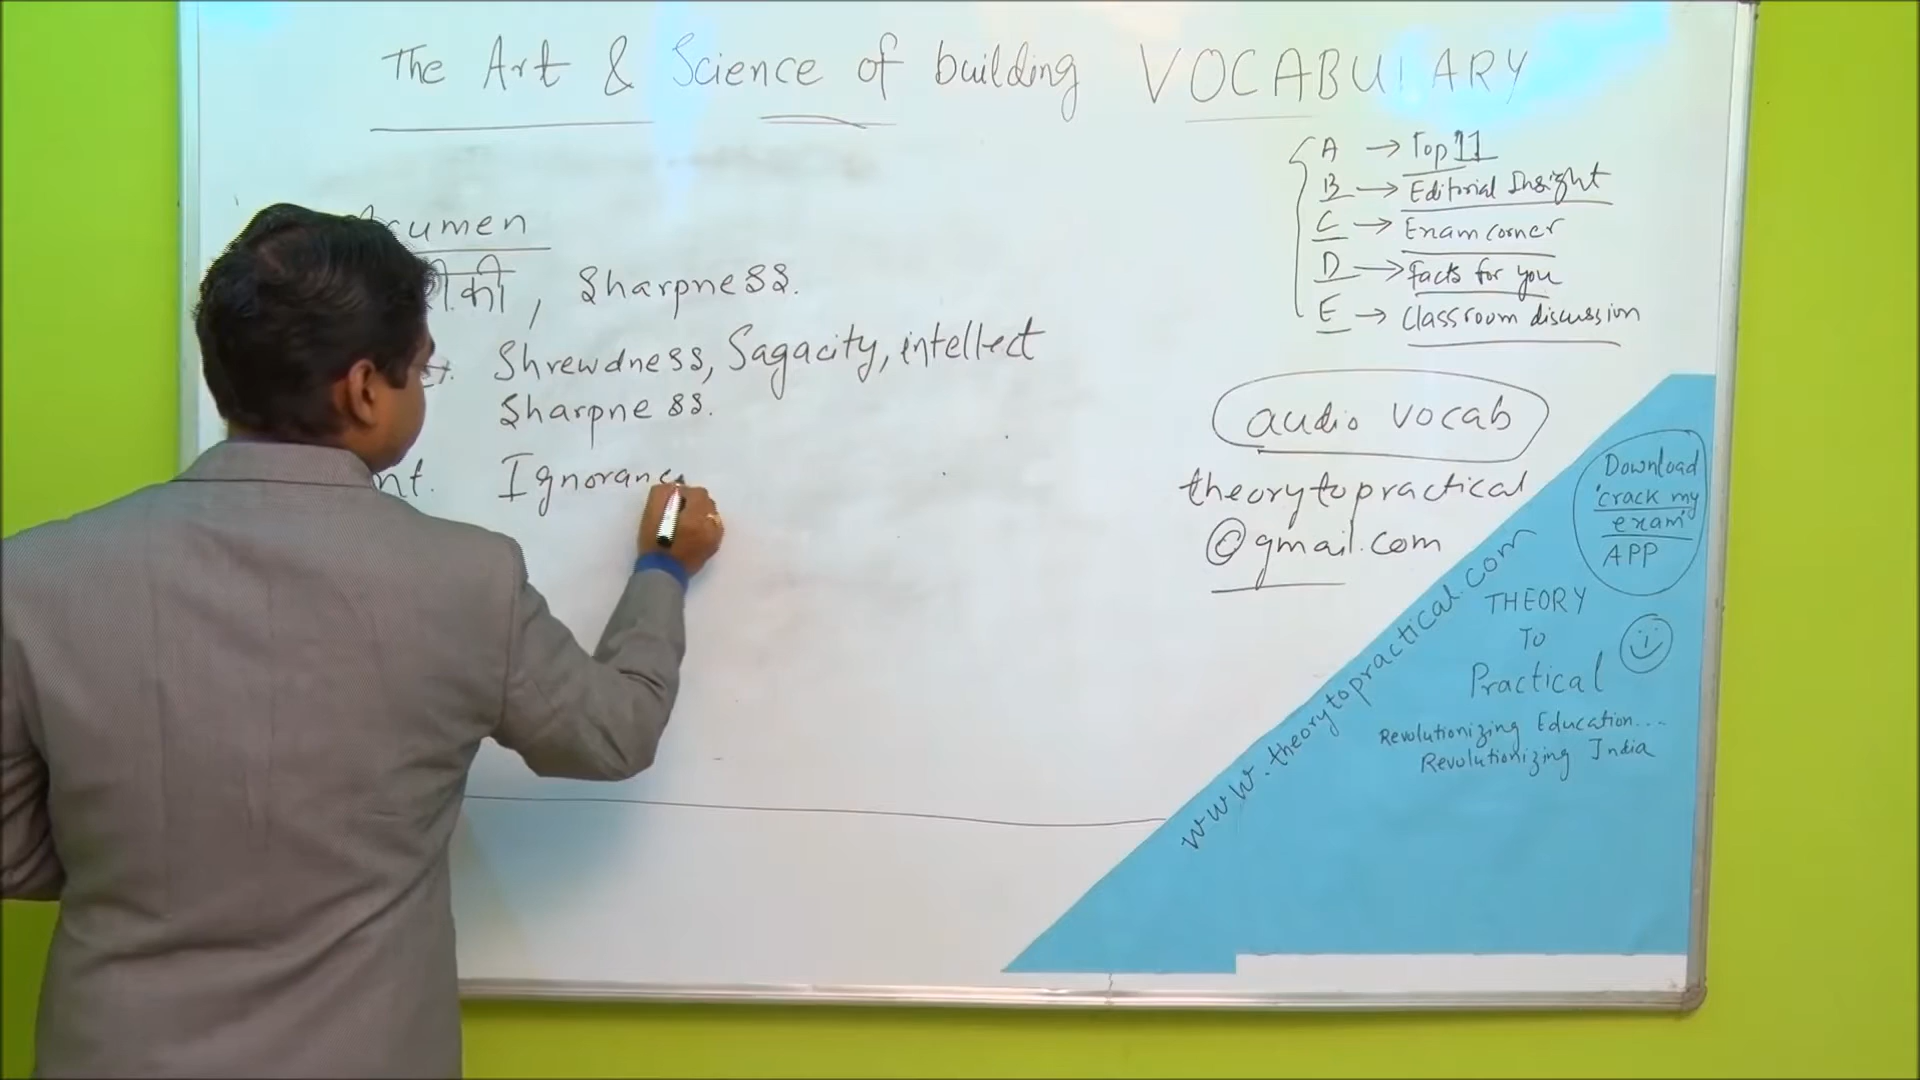 The Art & Science of building VOCABULARY
Acumen
, Sharpness.
Shrewdness, Sagacity, intellect
Sharpness.
nt. Ignoranc
A → Top 11
B → Editorial Insight
C → Exam corner
D → Facts for you
E → Classroom discussion
audio vocab
theorytopractical
@gmail.com
www.theorytopractical.com
Download
'crack my
exam'
APP
THEORY
To
Practical
Revolutionizing Education...
Revolutionizing India